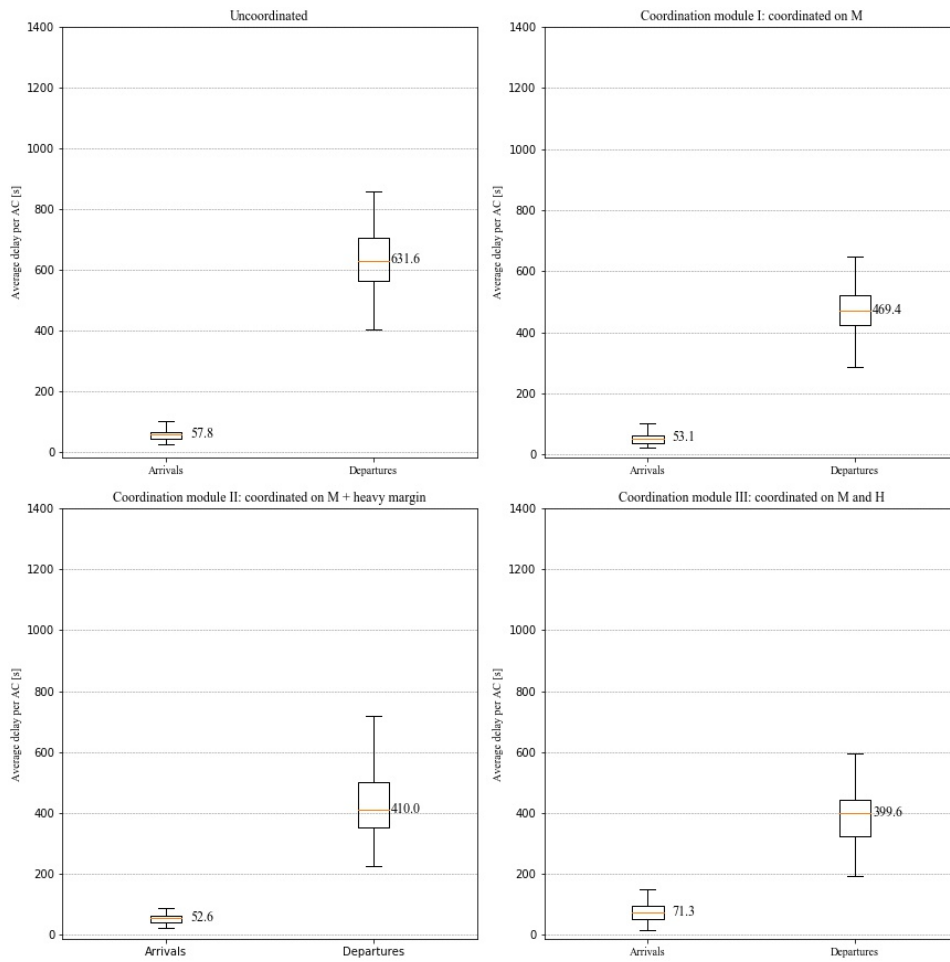 Uncoordinated
1400
1200
1000
800
600
400
200
0
Average delay per AC [s]
631.6
57.8
Arrivals
Departures
Coordination module I: coordinated on M
1400
1200
1000
800
600
400
200
0
Average delay per AC [s]
469.4
53.1
Arrivals
Departures
Coordination module II: coordinated on M + heavy margin
1400
1200
1000
800
600
400
200
0
Average delay per AC [s]
410.0
52.6
Arrivals
Departures
Coordination module III: coordinated on M and H
1400
1200
1000
800
600
400
200
0
Average delay per AC [s]
399.6
71.3
Arrivals
Departures